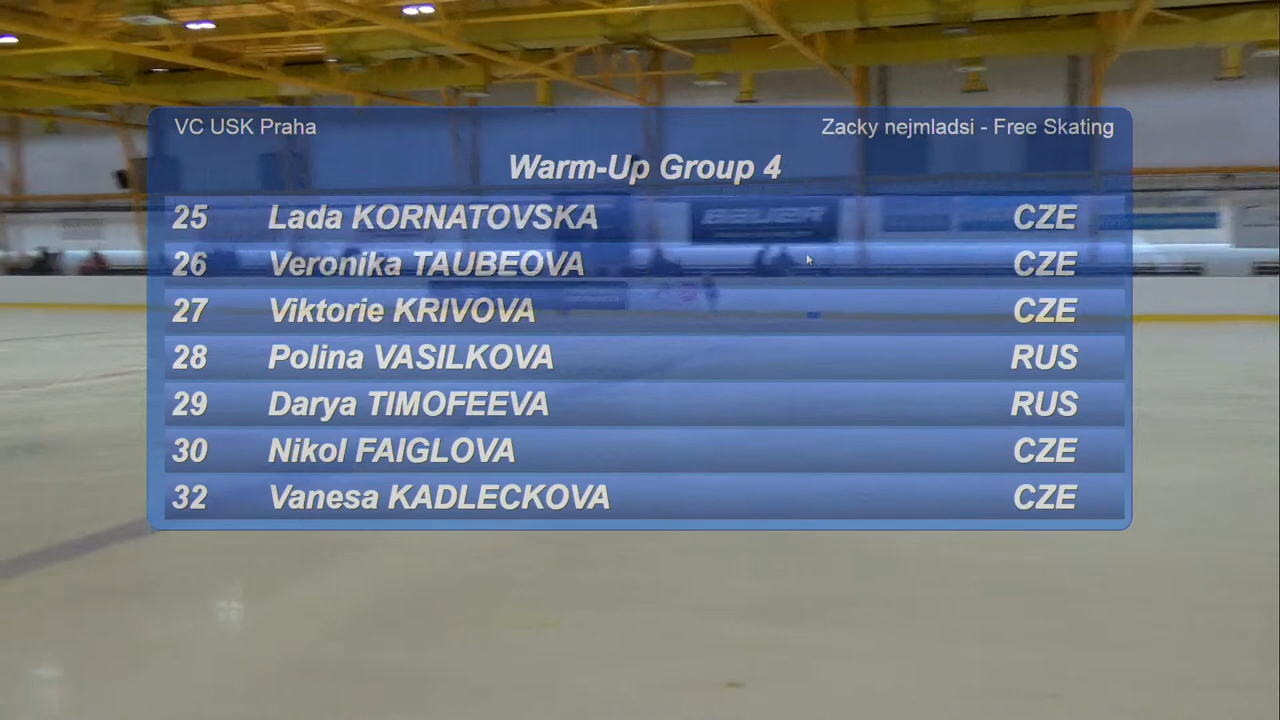 VC USK Praha
Zacky nejmladsi - Free Skating
Warm-Up Group 4
25 Lada KORNATOVSKA CZE
26 Veronika TAUBEOVA CZE
27 Viktorie KRIVOVA CZE
28 Polina VASILKOVA RUS
29 Darya TIMOFEEVA RUS
30 Nikol FAIGLOVA CZE
32 Vanesa KADLECKOVA CZE
BAUER